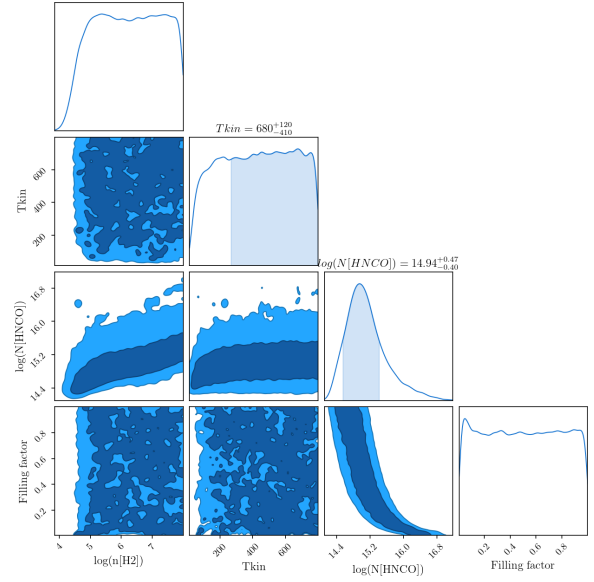 Tkin = 680^{+120}_{-410}
600
400
200
Tkin
log(N[HNCO]) = 14.94^{+0.47}_{-0.40}
16.8
16.0
15.2
14.4
log(N[HNCO])
0.8
0.6
0.4
0.2
Filling factor
4 5 6 7
log(n[H2])
200 400 600
Tkin
14.4 15.2 16.0 16.8
log(N[HNCO])
0.2 0.4 0.6 0.8
Filling factor